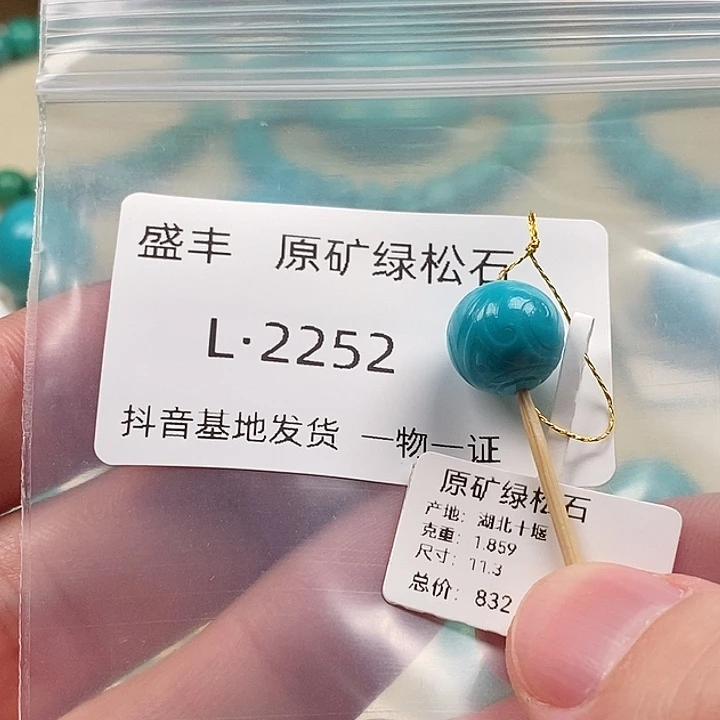 盛丰 原矿绿松石
L·2252
抖音基地发货 一物一证
原矿绿松石
产地: 湖北十堰
克重: 1.859
尺寸: 11.3
总价: 832